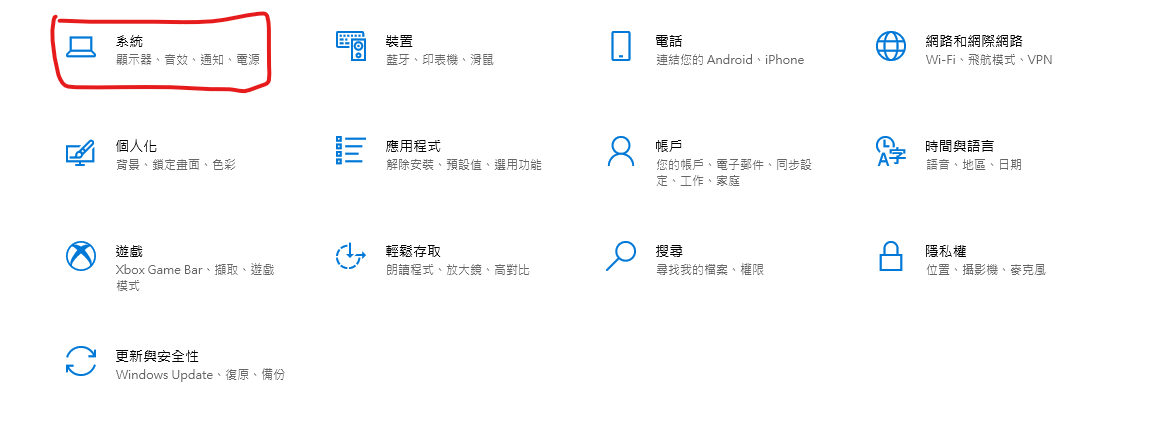 系統
顯示器、音效、通知、電源
裝置
藍牙、印表機、滑鼠
電話
連結您的 Android、iPhone
網路和網際網路
Wi-Fi、飛航模式、VPN
個人化
背景、鎖定畫面、色彩
應用程式
解除安裝、預設值、選用功能
帳戶
您的帳戶、電子郵件、同步設
定、工作、家庭
時間與語言
語音、地區、日期
遊戲
Xbox Game Bar、擷取、遊戲
模式
輕鬆存取
朗讀程式、放大鏡、高對比
搜尋
尋找我的檔案、權限
隱私權
位置、攝影機、麥克風
更新與安全性
Windows Update、復原、備份